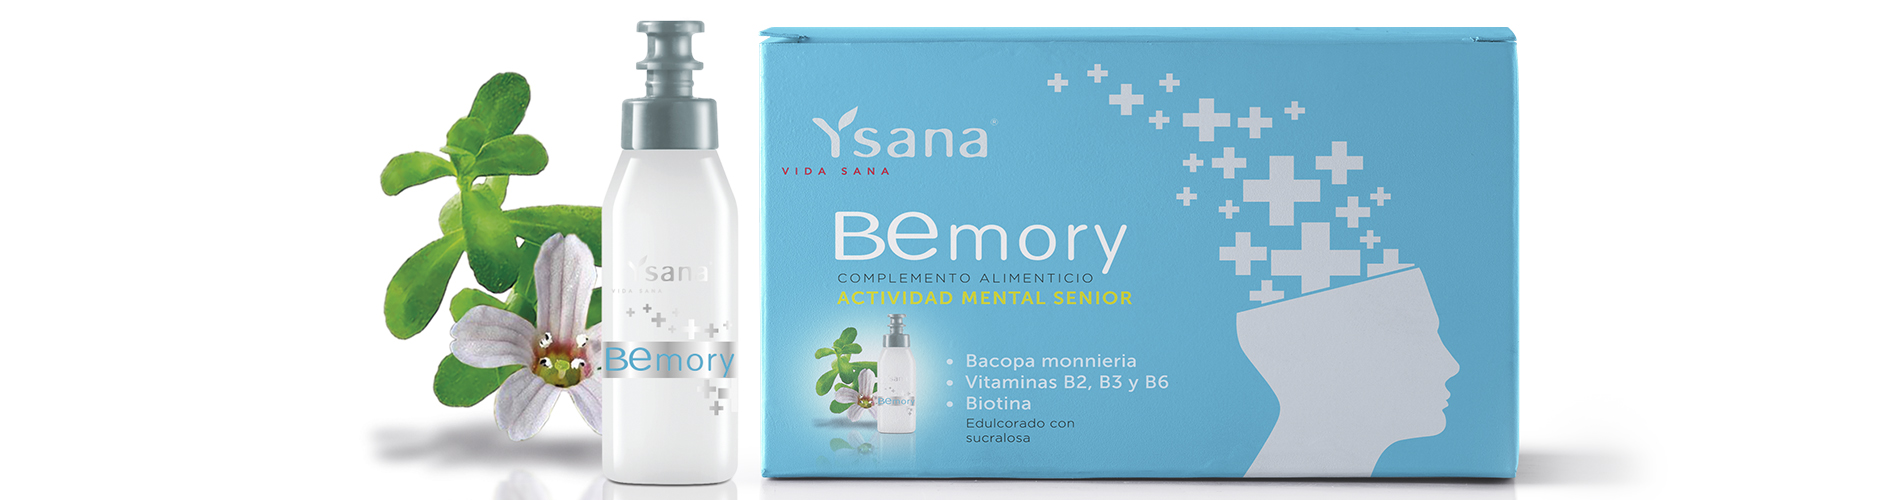 Ysana
VIDA SANA
Bemory
Ysana®
VIDA SANA
Bemory
COMPLEMENTO ALIMENTICIO
ACTIVIDAD MENTAL SENIOR
• Bacopa monnieria
• Vitaminas B2, B3 y B6
• Biotina
Edulcorado con
sucralosa
Bemory